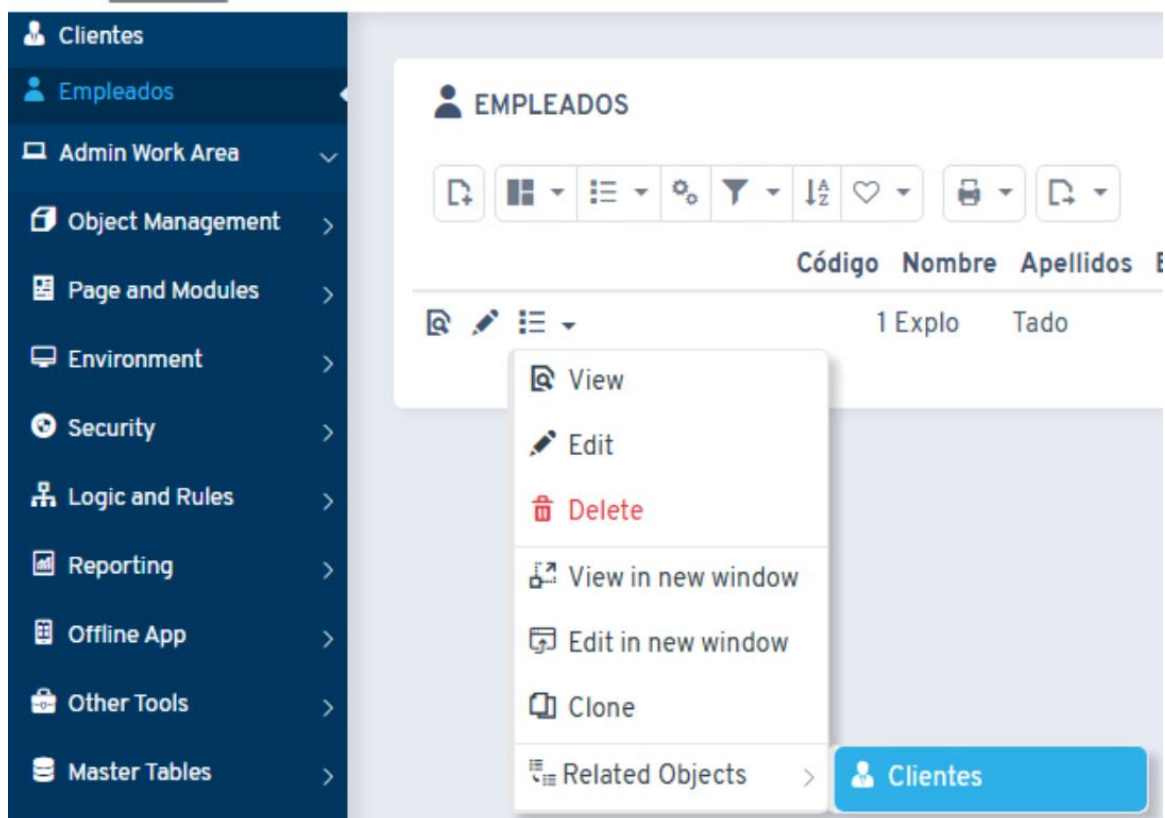 Clientes
Empleados
Admin Work Area
Object Management
Page and Modules
Environment
Security
Logic and Rules
Reporting
Offline App
Other Tools
Master Tables
EMPLEADOS
Código Nombre Apellidos
1 Explo Tado
View
Edit
Delete
View in new window
Edit in new window
Clone
Related Objects
Clientes